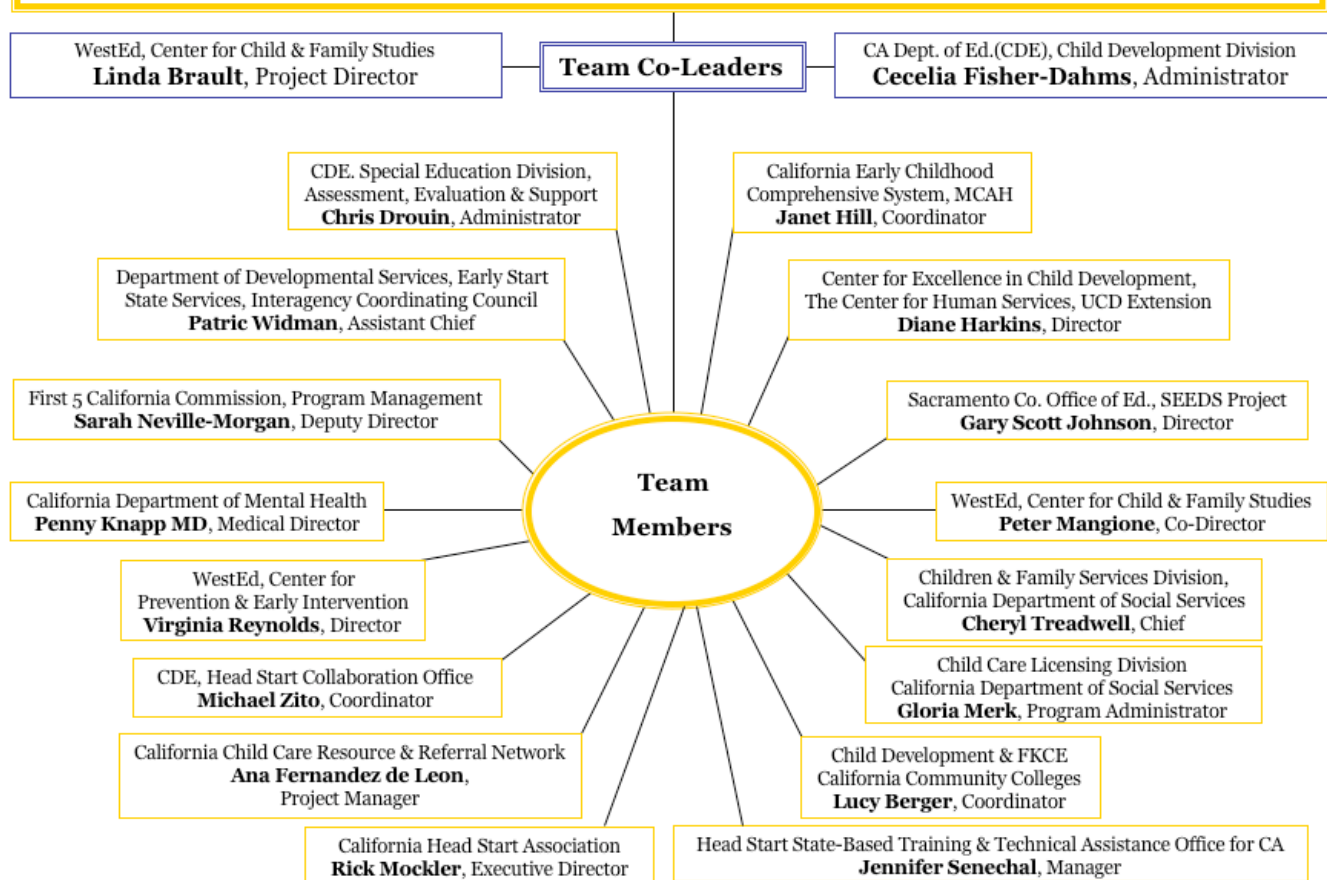 WestEd, Center for Child & Family Studies
Linda Brault, Project Director
Team Co-Leaders
CA Dept. of Ed.(CDE), Child Development Division
Cecelia Fisher-Dahms, Administrator
CDE. Special Education Division,
Assessment, Evaluation & Support
Chris Drouin, Administrator
California Early Childhood
Comprehensive System, MCAH
Janet Hill, Coordinator
Department of Developmental Services, Early Start
State Services, Interagency Coordinating Council
Patric Widman, Assistant Chief
Center for Excellence in Child Development,
The Center for Human Services, UCD Extension
Diane Harkins, Director
First 5 California Commission, Program Management
Sarah Neville-Morgan, Deputy Director
Sacramento Co. Office of Ed., SEEDS Project
Gary Scott Johnson, Director
Team
Members
California Department of Mental Health
Penny Knapp MD, Medical Director
WestEd, Center for Child & Family Studies
Peter Mangione, Co-Director
WestEd, Center for
Prevention & Early Intervention
Virginia Reynolds, Director
Children & Family Services Division,
California Department of Social Services
Cheryl Treadwell, Chief
CDE, Head Start Collaboration Office
Michael Zito, Coordinator
Child Care Licensing Division
California Department of Social Services
Gloria Merk, Program Administrator
California Child Care Resource & Referral Network
Ana Fernandez de Leon,
Project Manager
Child Development & FKCE
California Community Colleges
Lucy Berger, Coordinator
California Head Start Association
Rick Mockler, Executive Director
Head Start State-Based Training & Technical Assistance Office for CA
Jennifer Senechal, Manager